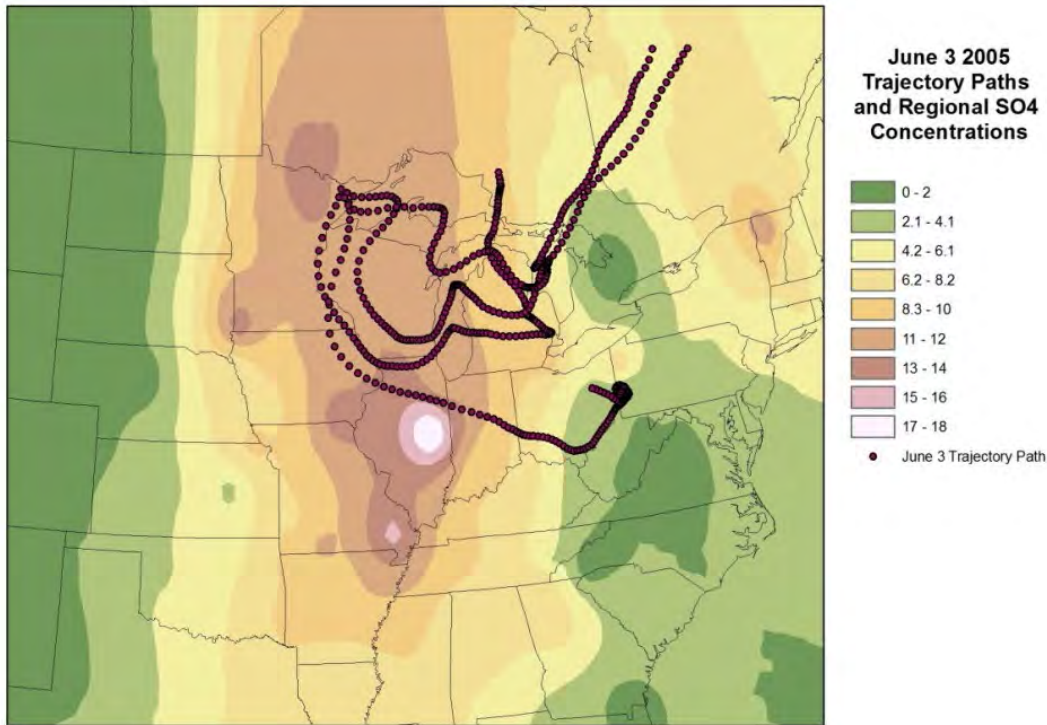 June 3 2005
Trajectory Paths
and Regional SO4
Concentrations
0 - 2
2.1 - 4.1
4.2 - 6.1
6.2 - 8.2
8.3 - 10
11 - 12
13 - 14
15 - 16
17 - 18
June 3 Trajectory Path